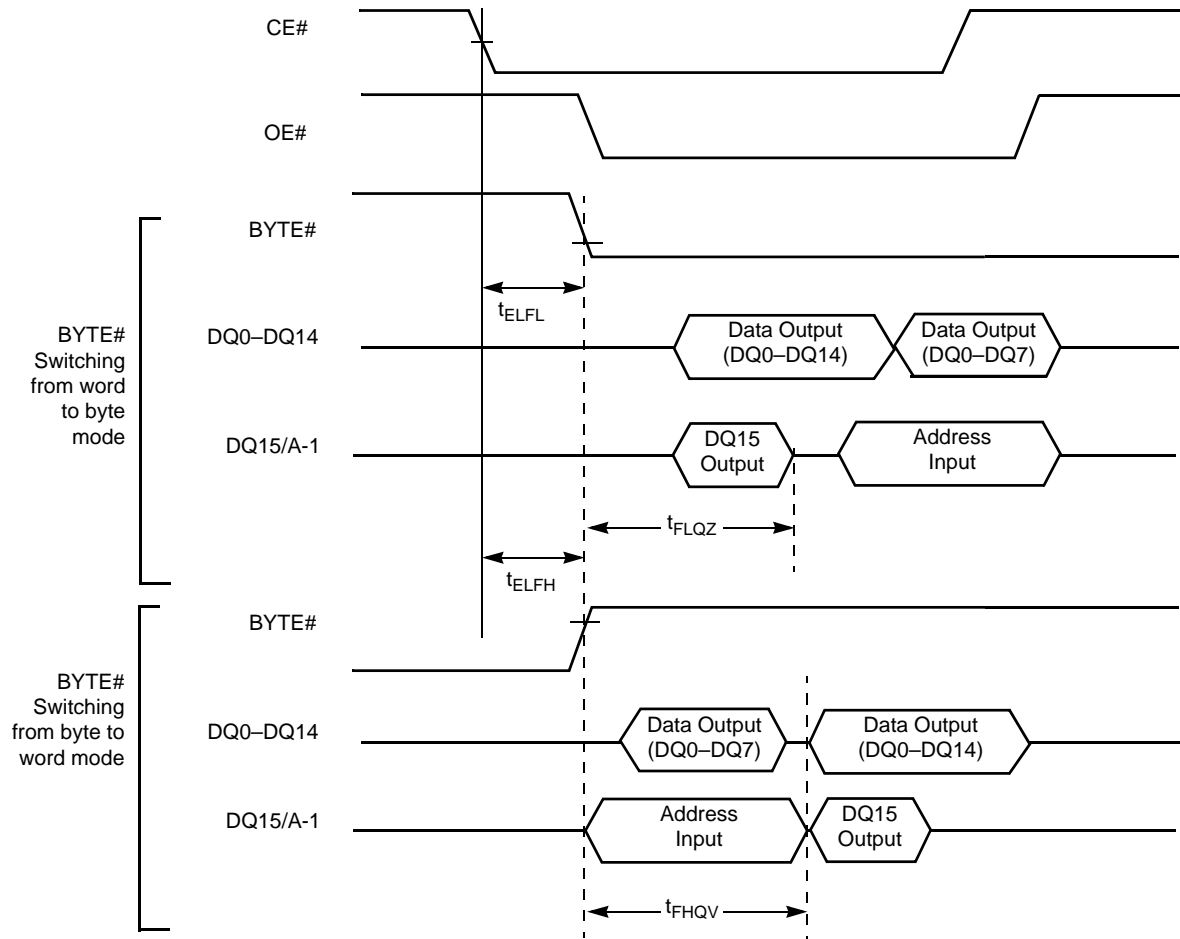 CE#
OE#
BYTE#
tELFL
BYTE#
Switching
from word
to byte
mode
DQ0–DQ14
Data Output
(DQ0–DQ14)
Data Output
(DQ0–DQ7)
DQ15/A-1
DQ15
Output
Address
Input
tFLQZ
tELFH
BYTE#
BYTE#
Switching
from byte to
word mode
DQ0–DQ14
Data Output
(DQ0–DQ7)
Data Output
(DQ0–DQ14)
DQ15/A-1
Address
Input
DQ15
Output
tFHQV